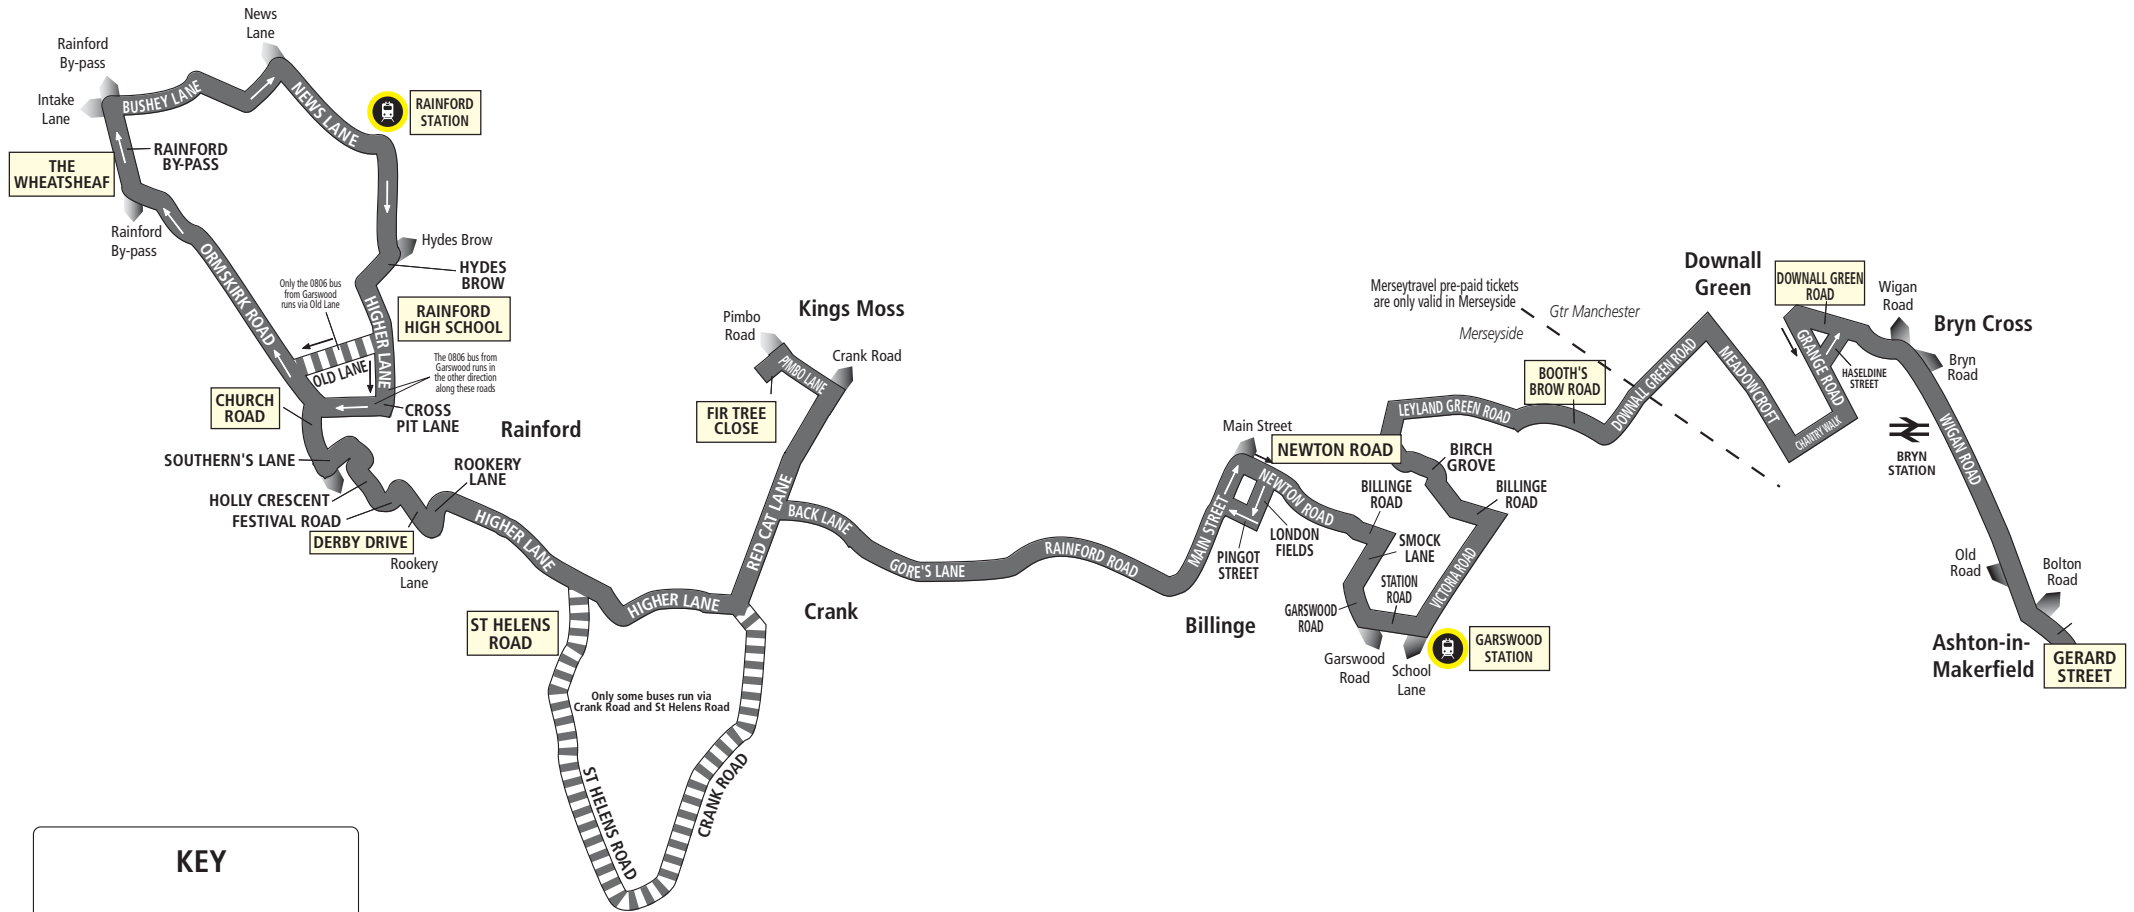 News
Lane
Rainford
By-pass
Intake
Lane
BUSHEY LANE
NEWS LANE
RAINFORD
STATION
RAINFORD
BY-PASS
THE
WHEATSHEAF
Rainford
By-pass
ORMSKIRK ROAD
Hydes Brow
HYDES
BROW
Only the 0806 bus
from Garswood
runs via Old Lane
HIGHER LANE
RAINFORD
HIGH SCHOOL
OLD LANE
The 0806 bus from
Garswood runs in
the other direction
along these roads
CHURCH
ROAD
CROSS
PIT LANE
Rainford
SOUTHERN'S LANE
ROOKERY
LANE
HOLLY CRESCENT
FESTIVAL ROAD
DERBY DRIVE
Rookery
Lane
HIGHER LANE
ST HELENS
ROAD
HIGHER LANE
Only some buses run via
Crank Road and St Helens Road
ST HELENS ROAD
CRANK ROAD
KEY
Kings Moss
Pimbo
Road
Crank Road
PIMBO LANE
FIR TREE
CLOSE
RED CAT LANE
BACK LANE
GORE'S LANE
RAINFORD ROAD
Crank
Main Street
NEWTON ROAD
MAIN STREET
NEWTON ROAD
LONDON
FIELDS
PINGOT
STREET
Billinge
BILLINGE
ROAD
SMOCK
LANE
STATION
ROAD
GARSWOOD
ROAD
Garswood
Road
School
Lane
GARSWOOD
STATION
VICTORIA ROAD
BILLINGE
ROAD
BIRCH
GROVE
LEYLAND GREEN ROAD
BOOTH'S
BROW ROAD
Merseytravel pre-paid tickets
are only valid in Merseyside
Merseyside
Gtr Manchester
DOWNALL GREEN ROAD
Downall
Green
MEADOWCROFT
CHANTRY WALK
GRANGE ROAD
HASELDINE
STREET
DOWNALL GREEN
ROAD
Wigan
Road
Bryn Cross
Bryn
Road
BRYN
STATION
WIGAN ROAD
Old
Road
Bolton
Road
Ashton-in-
Makerfield
GERARD
STREET